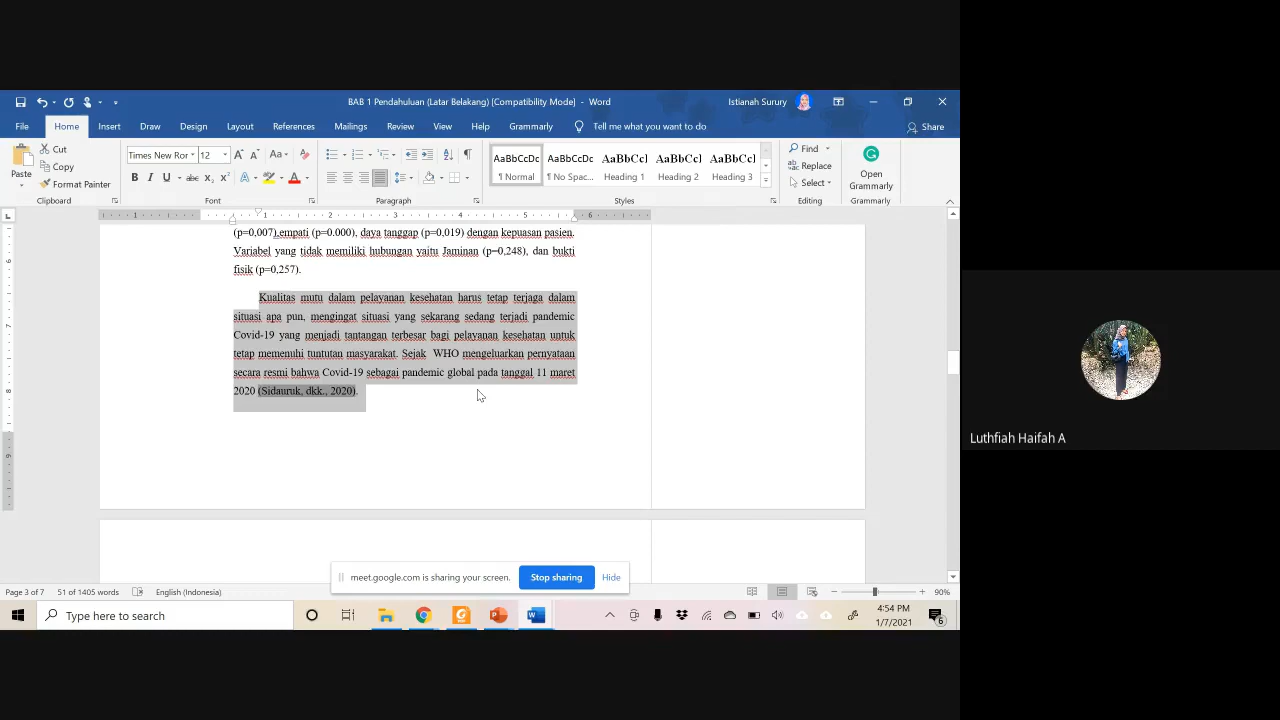 BAB 1 Pendahuluan (Latar Belakang) [Compatibility Mode] - Word
Istianah Surury
File Home Insert Draw Design Layout References Mailings Review View Help Grammarly Tell me what you want to do Share
Paste
Cut
Copy
Format Painter
Clipboard
Times New Ror 12
Font
Paragraph
AaBbCcDc AaBbCcDc AaBbCc] AaBbCc] AaBbCc]
¶ Normal ¶ No Spac... Heading 1 Heading 2 Heading 3
Styles
Find
Replace
Select
Editing
Open
Grammarly
Grammarly
(p=0,007),empati (p=0.000), daya tanggap (p=0,019) dengan kepuasan pasien.
Variabel yang tidak memiliki hubungan yaitu Jaminan (p=0,248), dan bukti
fisik (p=0,257).
Kualitas mutu dalam pelayanan kesehatan harus tetap terjaga dalam
situasi apa pun, mengingat situasi yang sekarang sedang terjadi pandemic
Covid-19 yang menjadi tantangan terbesar bagi pelayanan kesehatan untuk
tetap memenuhi tuntutan masyarakat. Sejak WHO mengeluarkan pernyataan
secara resmi bahwa Covid-19 sebagai pandemic global pada tanggal 11 maret
2020 (Sidauruk, dkk., 2020).
Luthfiah Haifah A
meet.google.com is sharing your screen. Stop sharing Hide
Page 3 of 7 51 of 1405 words English (Indonesia) 90%
Type here to search
4:54 PM
1/7/2021
6